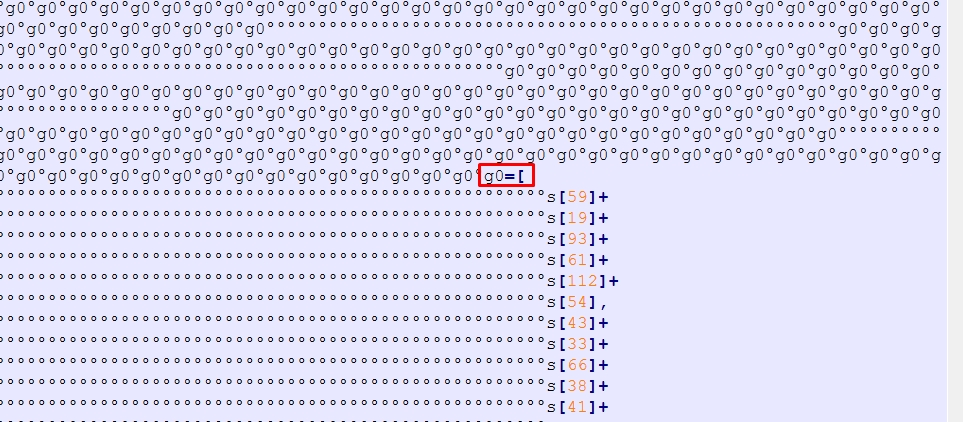 °g0°g0°g0°g0°g0°g0°g0°g0°g0°g0°g0°g0°g0°g0°g0°g0°g0°g0°g0°g0°g0°g0°g0°g0°g0°g0°g0°g0°g0°g0°
g0°g0°g0°g0°g0°g0°g0°g0°g0°°°°°°°°°°°°°°°°°°°°°°°°°°°°°°°°°°°°°°°°°°°°°°°°°°°°°°°g0°g0°g0°g
0°g0°g0°g0°g0°g0°g0°g0°g0°g0°g0°g0°g0°g0°g0°g0°g0°g0°g0°g0°g0°g0°g0°g0°g0°g0°g0°g0°g0°g0°g0
°°°°°°°°°°°°°°°°°°°°°°°°°°°°°°°°°°°°°°°°°°°°°°°°°g0°g0°g0°g0°g0°g0°g0°g0°g0°g0°g0°g0°g0°g0°
g0°g0°g0°g0°g0°g0°g0°g0°g0°g0°g0°g0°g0°g0°g0°g0°g0°g0°g0°g0°g0°g0°g0°g0°g0°g0°g0°g0°g0°g0°g
°°°°°°°°°°°°°°°°°g0°g0°g0°g0°g0°g0°g0°g0°g0°g0°g0°g0°g0°g0°g0°g0°g0°g0°g0°g0°g0°g0°g0°g0°g0
°g0°g0°g0°g0°g0°g0°g0°g0°g0°g0°g0°g0°g0°g0°g0°g0°g0°g0°g0°g0°g0°g0°g0°g0°g0°g0°g0°°°°°°°°°°
g0°g0°g0°g0°g0°g0°g0°g0°g0°g0°g0°g0°g0°g0°g0°g0°g0°g0°g0°g0°g0°g0°g0°g0°g0°g0°g0°g0°g0°g0°g
0°g0°g0°g0°g0°g0°g0°g0°g0°g0°g0°g0°g0°g0°g0°g0°g0=[
°°°°°°°°°°°°°°°°°°°°°°°°°°°°°°°°°°°°°°°°°°°°°°°°°°°°°s[59]+
°°°°°°°°°°°°°°°°°°°°°°°°°°°°°°°°°°°°°°°°°°°°°°°°°°°°°s[19]+
°°°°°°°°°°°°°°°°°°°°°°°°°°°°°°°°°°°°°°°°°°°°°°°°°°°°°s[93]+
°°°°°°°°°°°°°°°°°°°°°°°°°°°°°°°°°°°°°°°°°°°°°°°°°°°°°s[61]+
°°°°°°°°°°°°°°°°°°°°°°°°°°°°°°°°°°°°°°°°°°°°°°°°°°°°°s[112]+
°°°°°°°°°°°°°°°°°°°°°°°°°°°°°°°°°°°°°°°°°°°°°°°°°°°°°s[54],
°°°°°°°°°°°°°°°°°°°°°°°°°°°°°°°°°°°°°°°°°°°°°°°°°°°°°s[43]+
°°°°°°°°°°°°°°°°°°°°°°°°°°°°°°°°°°°°°°°°°°°°°°°°°°°°°s[33]+
°°°°°°°°°°°°°°°°°°°°°°°°°°°°°°°°°°°°°°°°°°°°°°°°°°°°°s[66]+
°°°°°°°°°°°°°°°°°°°°°°°°°°°°°°°°°°°°°°°°°°°°°°°°°°°°°s[38]+
°°°°°°°°°°°°°°°°°°°°°°°°°°°°°°°°°°°°°°°°°°°°°°°°°°°°°s[41]+